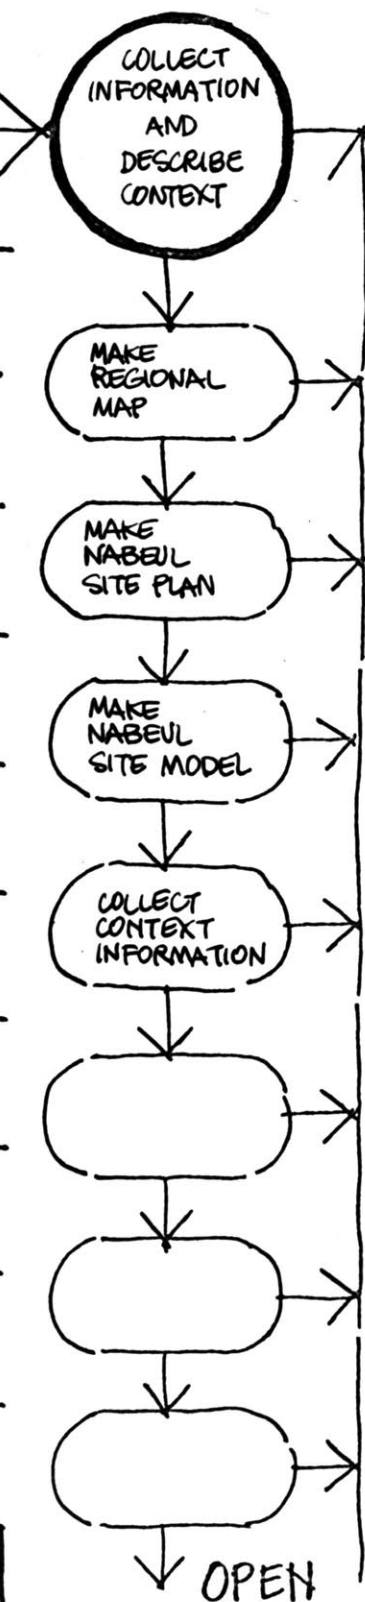 COLLECT
INFORMATION
AND
DESCRIBE
CONTEXT
MAKE
REGIONAL
MAP
MAKE
NABEUL
SITE PLAN
MAKE
NABEUL
SITE MODEL
COLLECT
CONTEXT
INFORMATION
OPEN